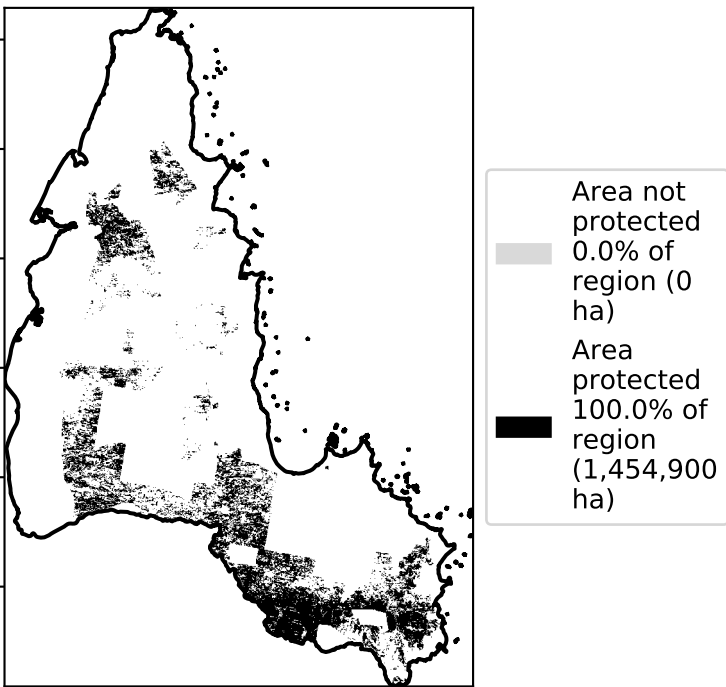 Area not
protected
0.0% of
region (0
ha)
Area
protected
100.0% of
region
(1,454,900
ha)